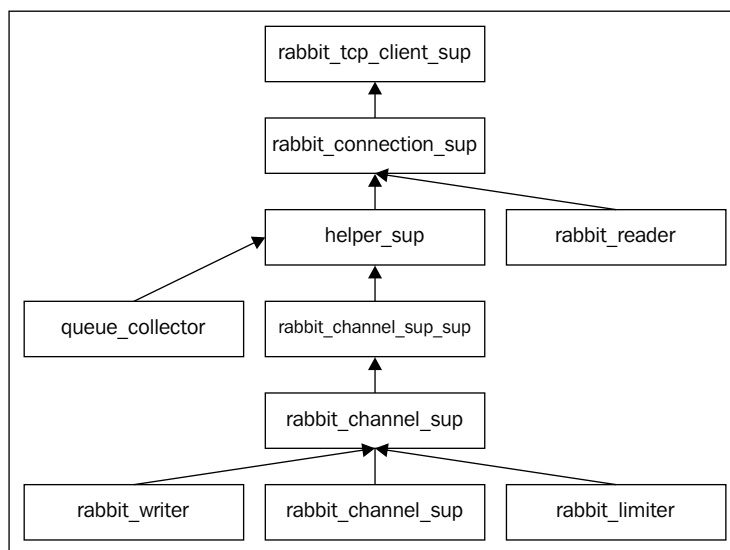 rabbit_tcp_client_sup
rabbit_connection_sup
helper_sup
rabbit_reader
queue_collector
rabbit_channel_sup_sup
rabbit_channel_sup
rabbit_writer
rabbit_channel_sup
rabbit_limiter